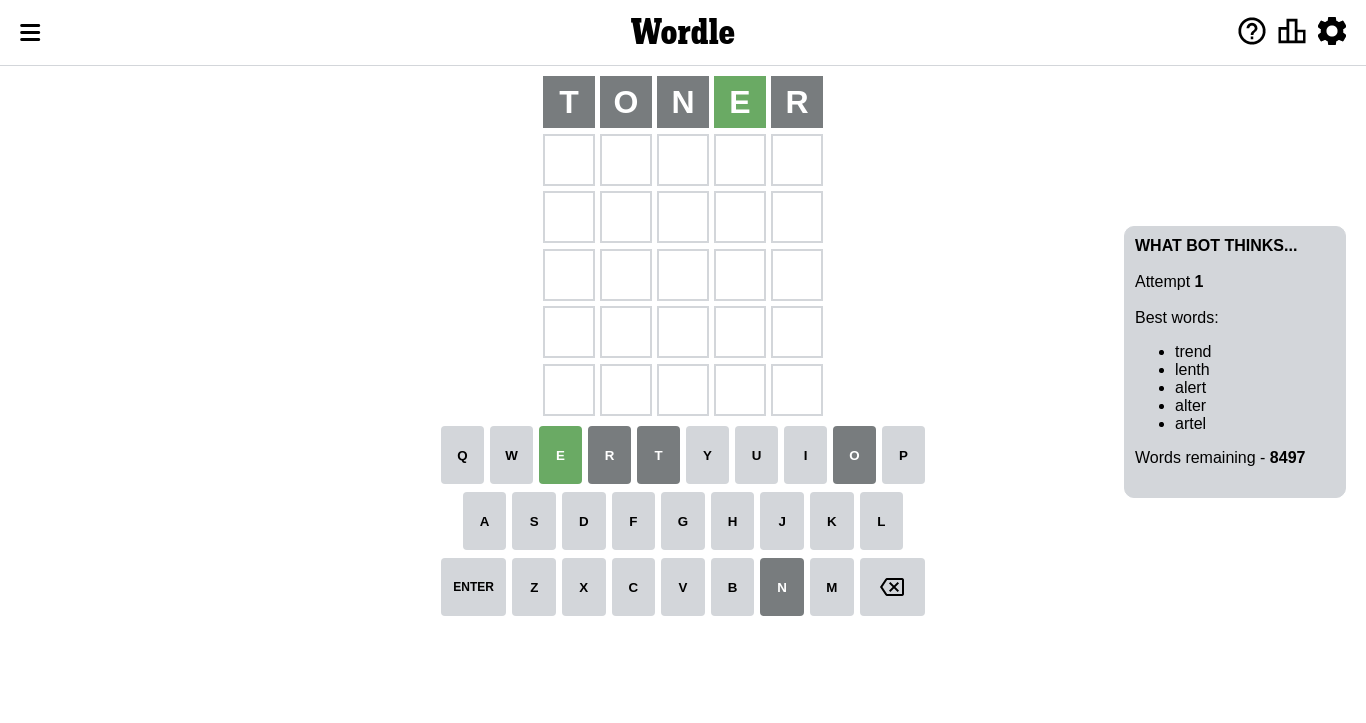 Wordle
T O N E R
WHAT BOT THINKS...
Attempt 1
Best words:
trend
lenth
alert
alter
artel
Words remaining - 8497
Q W E R T Y U I O P
A S D F G H J K L
ENTER Z X C V B N M